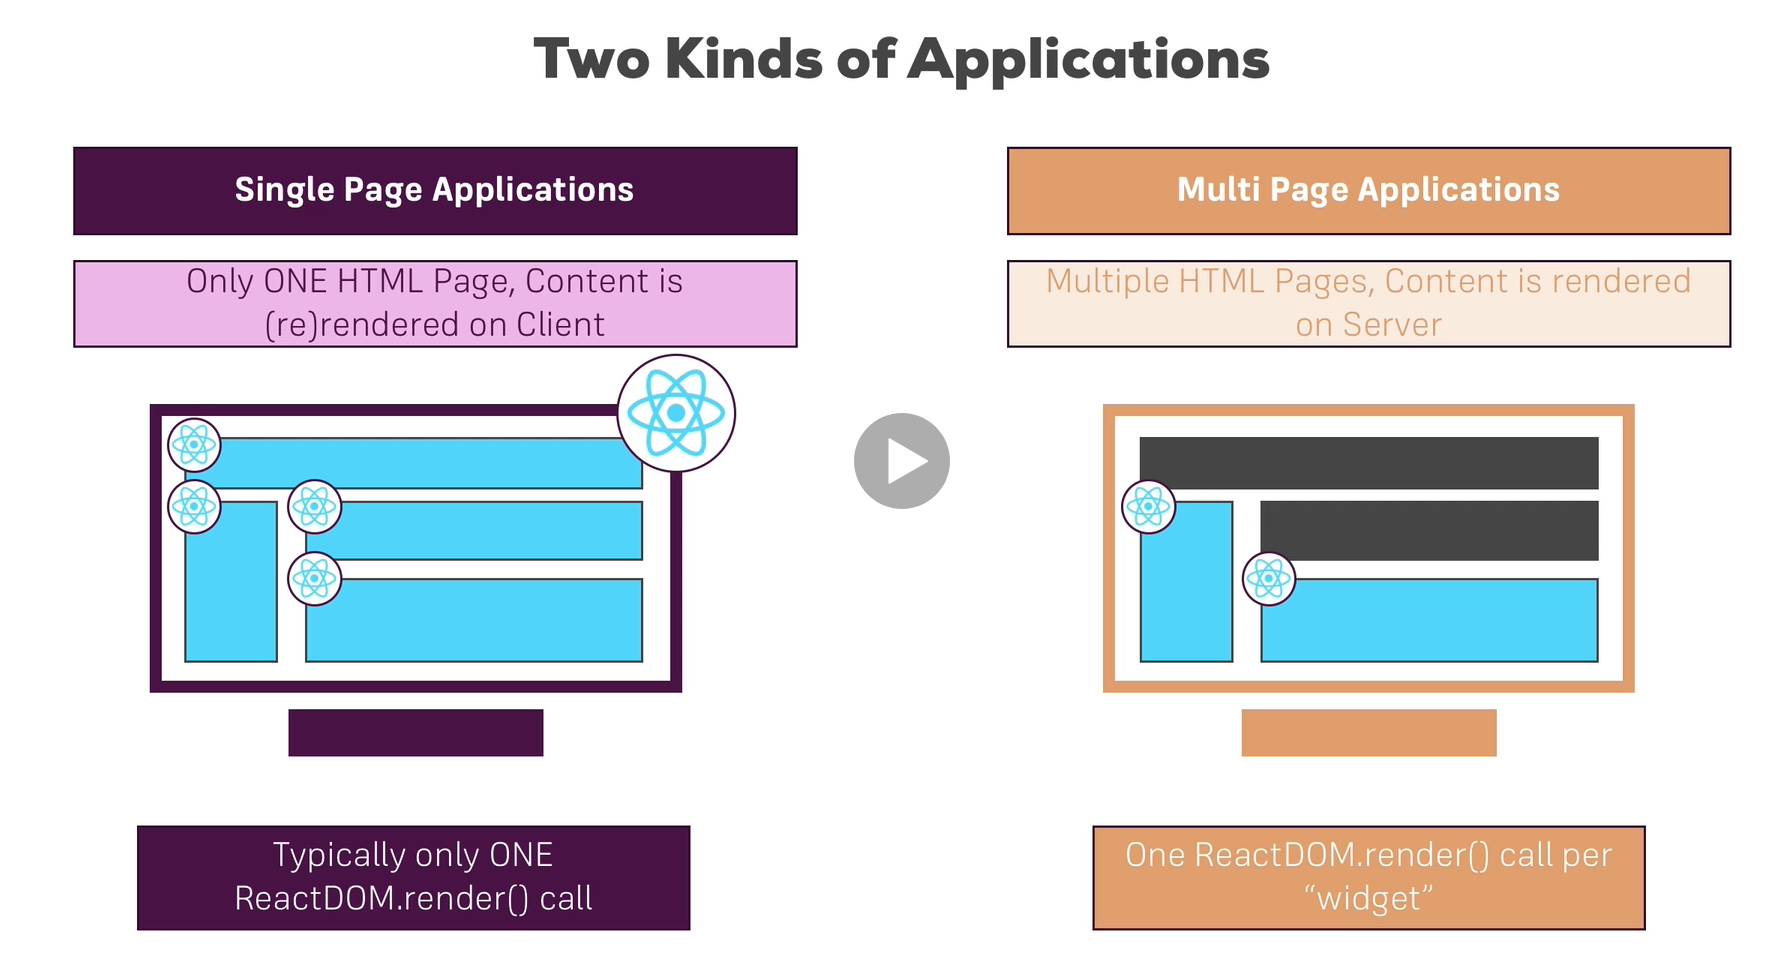 Two Kinds of Applications
Single Page Applications
Only ONE HTML Page, Content is
(re)rendered on Client
Typically only ONE
ReactDOM.render() call
Multi Page Applications
Multiple HTML Pages, Content is rendered
on Server
One ReactDOM.render() call per
“widget”